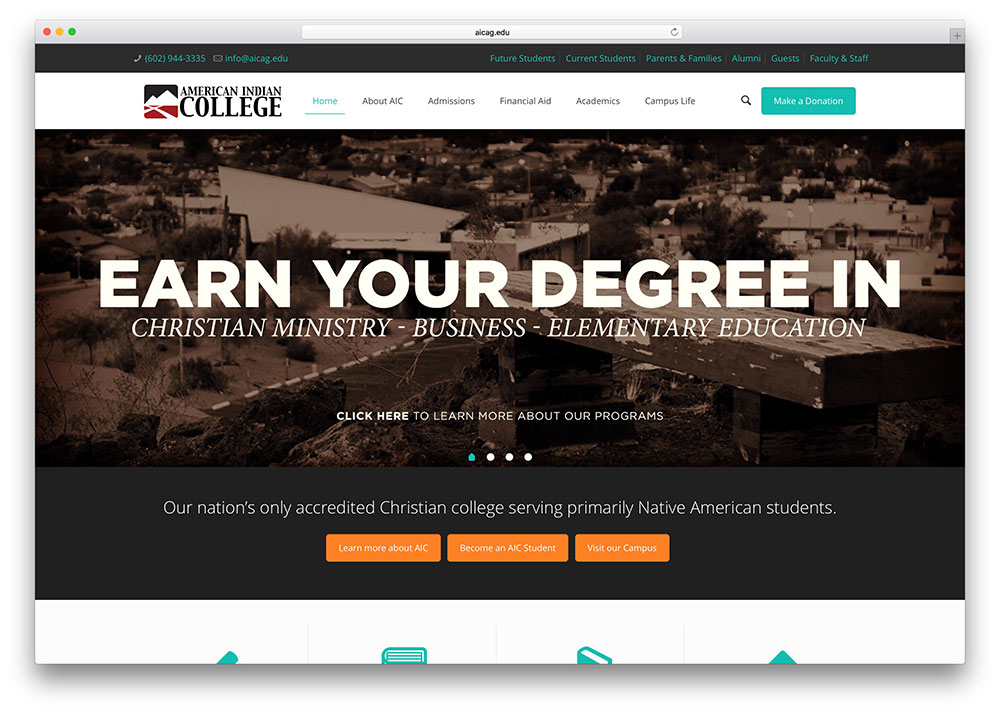 aicag.edu
(602) 944-3335 info@aicag.edu Future Students Current Students Parents & Families Alumni Guests Faculty & Staff
AMERICAN INDIAN
COLLEGE
Home About AIC Admissions Financial Aid Academics Campus Life Make a Donation
EARN YOUR DEGREE IN
CHRISTIAN MINISTRY - BUSINESS - ELEMENTARY EDUCATION
CLICK HERE TO LEARN MORE ABOUT OUR PROGRAMS
Our nation's only accredited Christian college serving primarily Native American students.
Learn more about AIC Become an AIC Student Visit our Campus